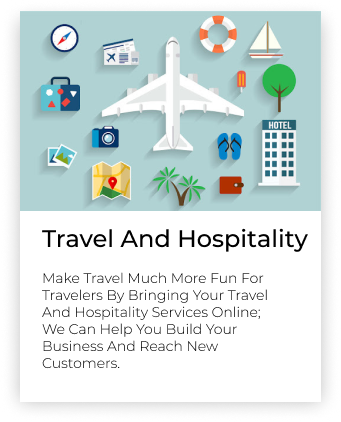 HOTEL
Travel And Hospitality
Make Travel Much More Fun For
Travelers By Bringing Your Travel
And Hospitality Services Online;
We Can Help You Build Your
Business And Reach New
Customers.